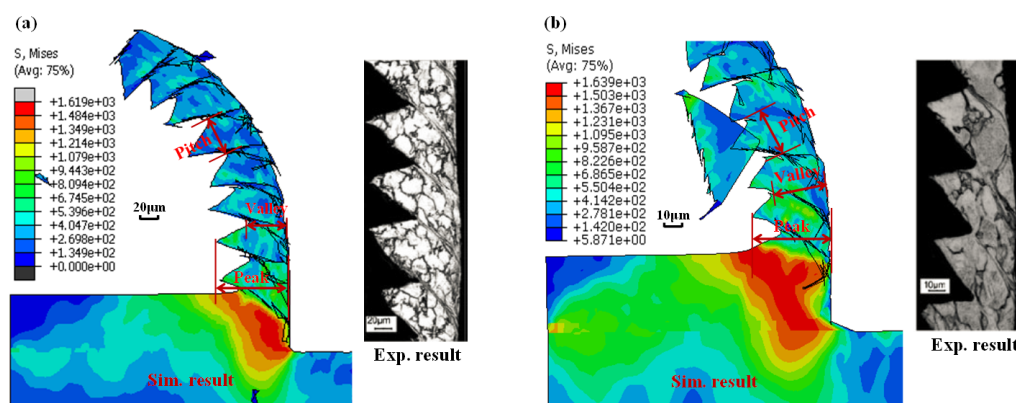 (a)
S, Mises
(Avg: 75%)
+1.619e+03
+1.484e+03
+1.349e+03
+1.214e+03
+1.079e+03
+9.443e+02
+8.094e+02
+6.745e+02
+5.396e+02
+4.047e+02
+2.698e+02
+1.349e+02
+0.000e+00
Pitch
20μm
Valley
Peak
Sim. result
20μm
Exp. result
(b)
S, Mises
(Avg: 75%)
+1.639e+03
+1.503e+03
+1.367e+03
+1.231e+03
+1.095e+03
+9.587e+02
+8.226e+02
+6.865e+02
+5.504e+02
+4.142e+02
+2.781e+02
+1.420e+02
+5.871e+00
Pitch
Valley
10μm
Peak
Sim. result
10μm
Exp. result